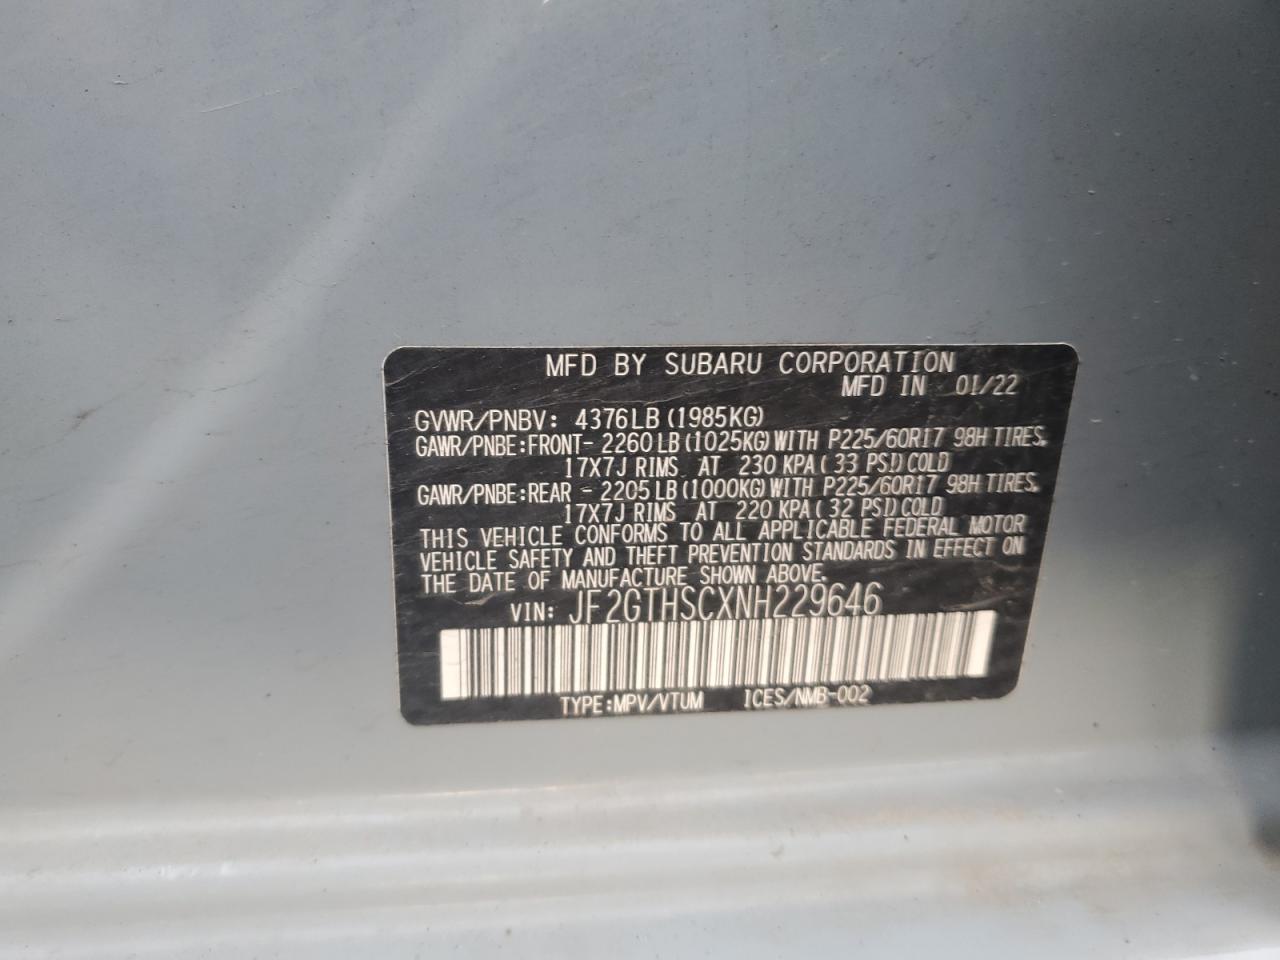 MFD BY SUBARU CORPORATION
MFD IN 01/22
GVWR/PNBV: 4376LB(1985KG)
GAWR/PNBE:FRONT- 2260LB(1025KG)WITH P225/60R17 98H TIRES,
17X7J RIMS AT 230 KPA( 33 PSI)COLD
GAWR/PNBE:REAR - 2205LB(1000KG)WITH P225/60R17 98H TIRES,
17X7J RIMS AT 220 KPA( 32 PSI)COLD
THIS VEHICLE CONFORMS TO ALL APPLICABLE FEDERAL MOTOR
VEHICLE SAFETY AND THEFT PREVENTION STANDARDS IN EFFECT ON
THE DATE OF MANUFACTURE SHOWN ABOVE.
VIN: JF2GTHSCXNH229646
TYPE:MPV/VTUM ICES/NMB-002